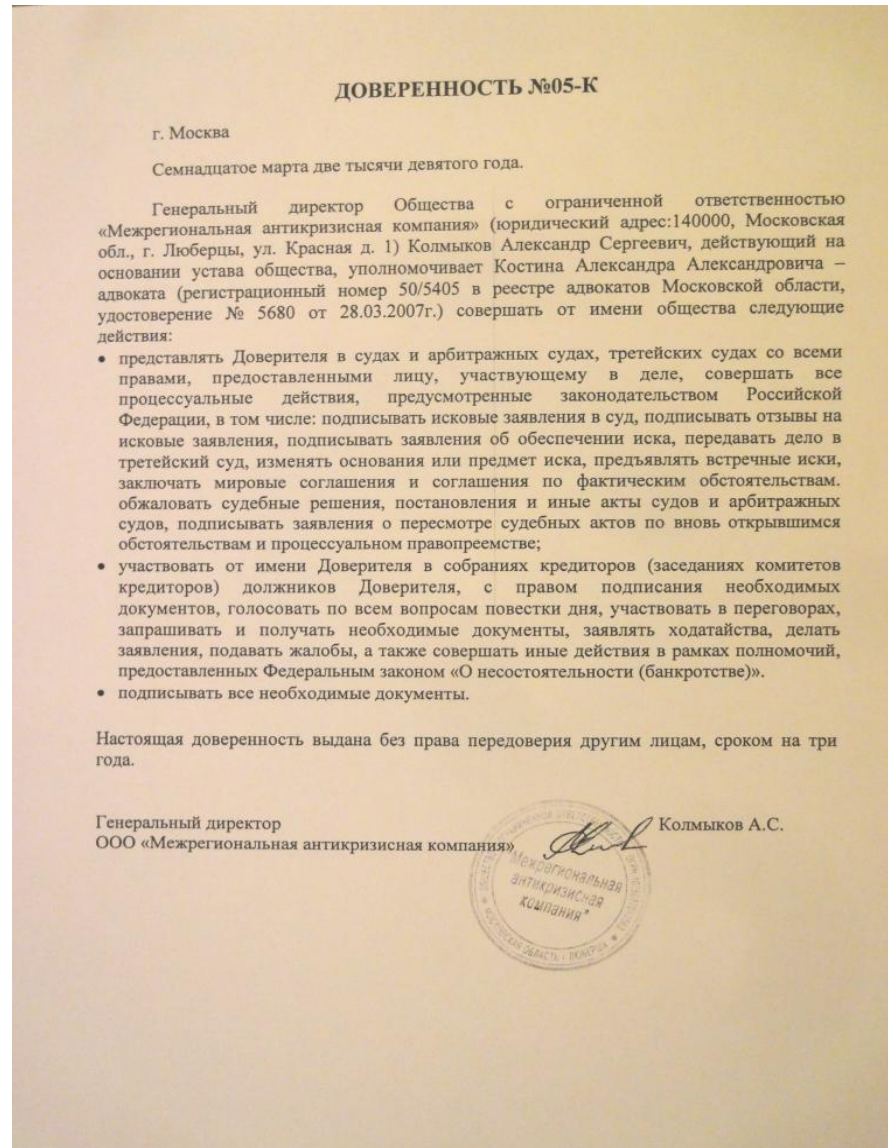 ДОВЕРЕННОСТЬ №05-К
г. Москва
Семнадцатое марта две тысячи девятого года.
Генеральный директор Общества с ограниченной ответственностью
«Межрегиональная антикризисная компания» (юридический адрес:140000, Московская
обл., г. Люберцы, ул. Красная д. 1) Колмыков Александр Сергеевич, действующий на
основании устава общества, уполномочивает Костина Александра Александровича –
адвоката (регистрационный номер 50/5405 в реестре адвокатов Московской области,
удостоверение № 5680 от 28.03.2007г.) совершать от имени общества следующие
действия:
• представлять Доверителя в судах и арбитражных судах, третейских судах со всеми
правами, предоставленными лицу, участвующему в деле, совершать все
процессуальные действия, предусмотренные законодательством Российской
Федерации, в том числе: подписывать исковые заявления в суд, подписывать отзывы на
исковые заявления, подписывать заявления об обеспечении иска, передавать дело в
третейский суд, изменять основания или предмет иска, предъявлять встречные иски,
заключать мировые соглашения и соглашения по фактическим обстоятельствам.
обжаловать судебные решения, постановления и иные акты судов и арбитражных
судов, подписывать заявления о пересмотре судебных актов по вновь открывшимся
обстоятельствам и процессуальном правопреемстве;
• участвовать от имени Доверителя в собраниях кредиторов (заседаниях комитетов
кредиторов) должников Доверителя, с правом подписания необходимых
документов, голосовать по всем вопросам повестки дня, участвовать в переговорах,
запрашивать и получать необходимые документы, заявлять ходатайства, делать
заявления, подавать жалобы, а также совершать иные действия в рамках полномочий,
предоставленных Федеральным законом «О несостоятельности (банкротстве)».
• подписывать все необходимые документы.
Настоящая доверенность выдана без права передоверия другим лицам, сроком на три
года.
Генеральный директор Колмыков А.С.
ООО «Межрегиональная антикризисная компания»
"Межрегиональная
антикризисная
компания"